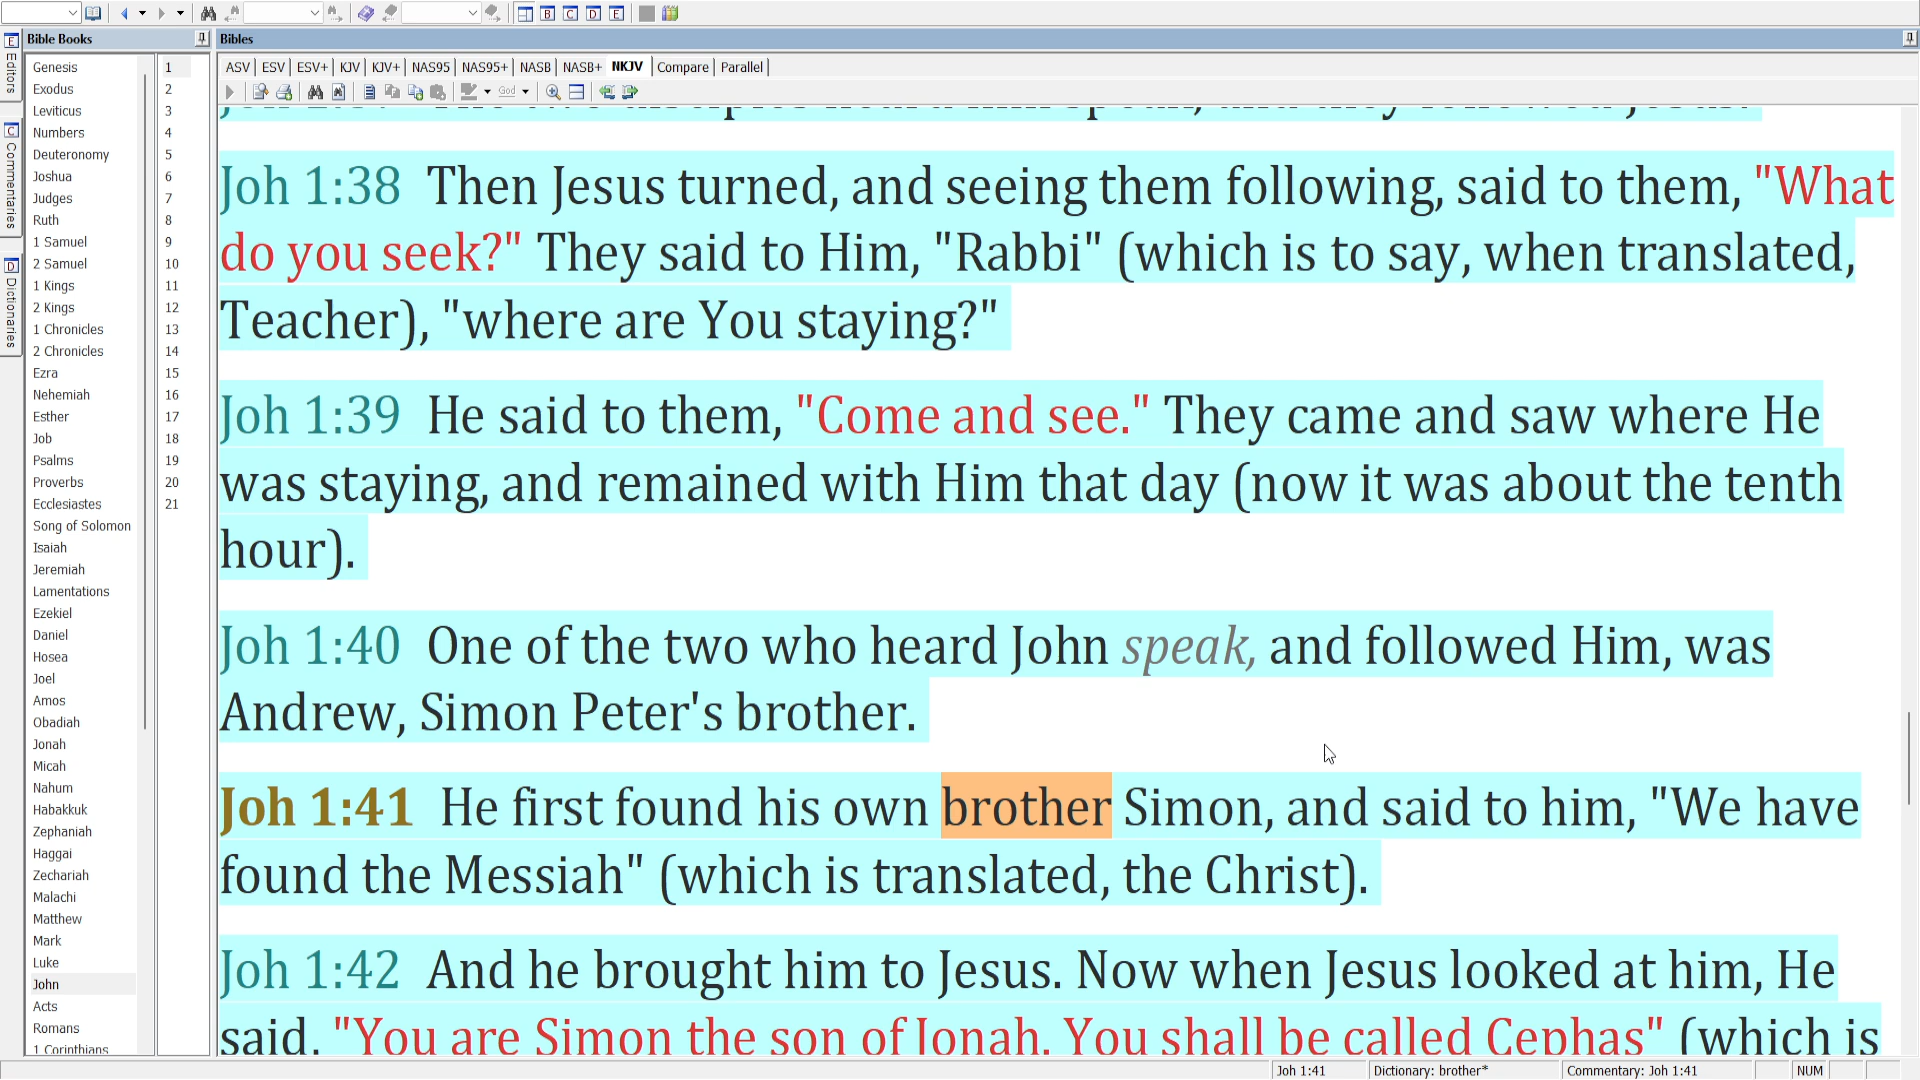 Bible Books
Bibles
Editors
Commentaries
Dictionaries
Genesis
Exodus
Leviticus
Numbers
Deuteronomy
Joshua
Judges
Ruth
1 Samuel
2 Samuel
1 Kings
2 Kings
1 Chronicles
2 Chronicles
Ezra
Nehemiah
Esther
Job
Psalms
Proverbs
Ecclesiastes
Song of Solomon
Isaiah
Jeremiah
Lamentations
Ezekiel
Daniel
Hosea
Joel
Amos
Obadiah
Jonah
Micah
Nahum
Habakkuk
Zephaniah
Haggai
Zechariah
Malachi
Matthew
Mark
Luke
John
Acts
Romans
1 Corinthians
1
2
3
4
5
6
7
8
9
10
11
12
13
14
15
16
17
18
19
20
21
ASV ESV ESV+ KJV KJV+ NAS95 NAS95+ NASB NASB+ NKJV Compare Parallel
God
Joh 1:38 Then Jesus turned, and seeing them following, said to them, "What
do you seek?" They said to Him, "Rabbi" (which is to say, when translated,
Teacher), "where are You staying?"
Joh 1:39 He said to them, "Come and see." They came and saw where He
was staying, and remained with Him that day (now it was about the tenth
hour).
Joh 1:40 One of the two who heard John speak, and followed Him, was
Andrew, Simon Peter's brother.
Joh 1:41 He first found his own brother Simon, and said to him, "We have
found the Messiah" (which is translated, the Christ).
Joh 1:42 And he brought him to Jesus. Now when Jesus looked at him, He
said, "You are Simon the son of Jonah. You shall be called Cephas" (which is
Joh 1:41
Dictionary: brother*
Commentary: Joh 1:41
NUM